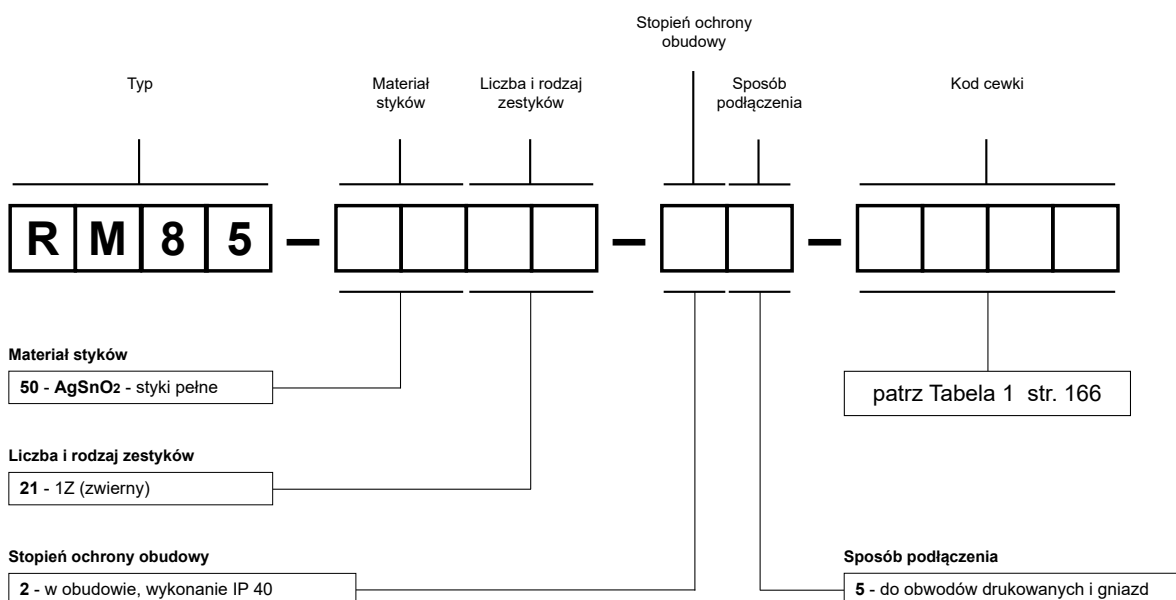 Stopień ochrony
obudowy
Typ
Materiał
styków
Liczba i rodzaj
zestyków
Sposób
podłączenia
Kod cewki
R M 8 5 – – –
Materiał styków
50 - AgSnO2 - styki pełne
patrz Tabela 1 str. 166
Liczba i rodzaj zestyków
21 - 1Z (zwierny)
Stopień ochrony obudowy
2 - w obudowie, wykonanie IP 40
Sposób podłączenia
5 - do obwodów drukowanych i gniazd